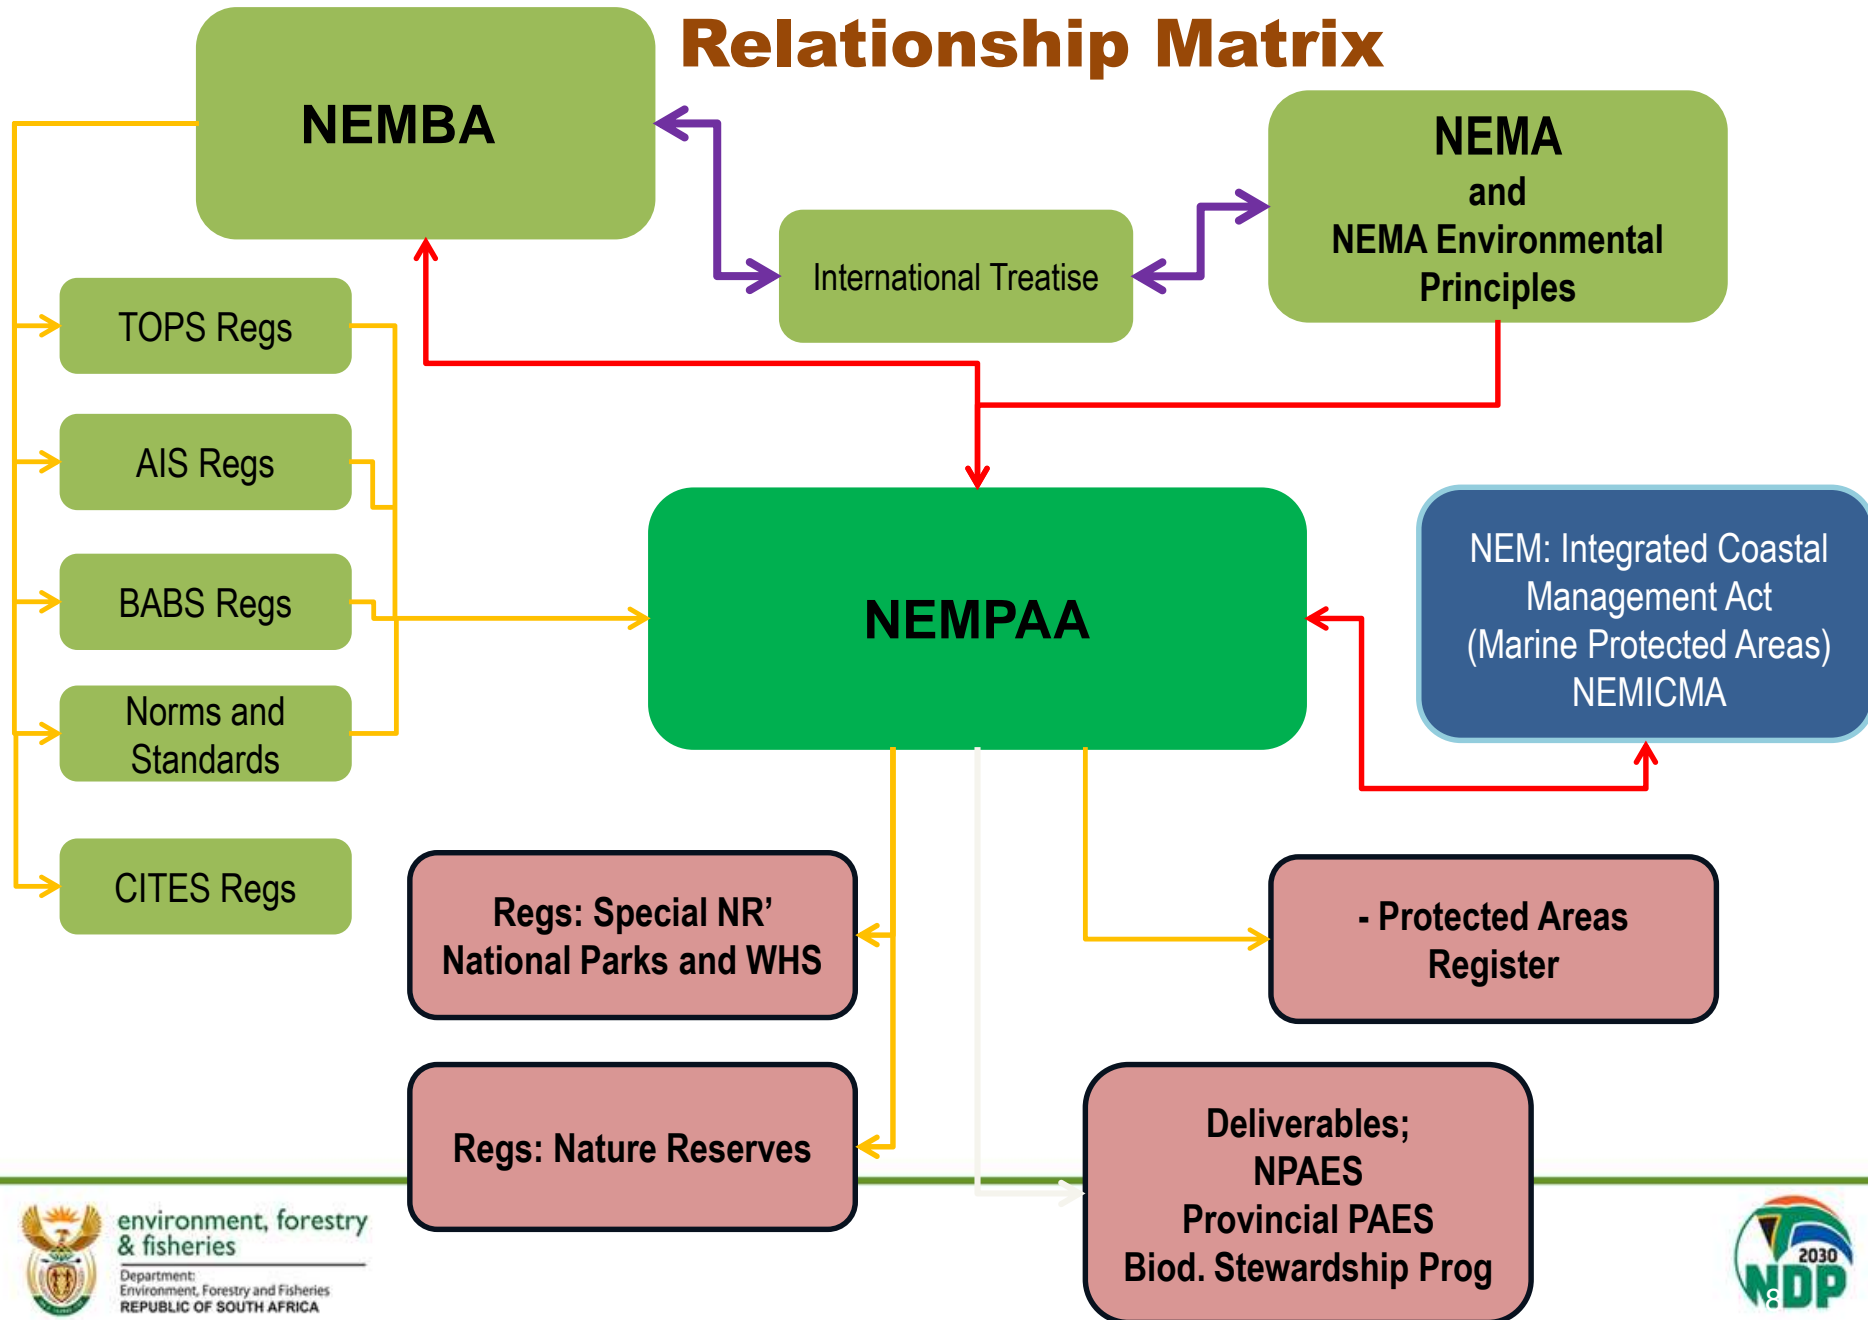 Relationship Matrix
NEMBA
NEMA
and
NEMA Environmental
Principles
International Treatise
TOPS Regs
AIS Regs
BABS Regs
Norms and
Standards
CITES Regs
NEMPAA
NEM: Integrated Coastal
Management Act
(Marine Protected Areas)
NEMICMA
Regs: Special NR’
National Parks and WHS
- Protected Areas
Register
Regs: Nature Reserves
Deliverables;
NPAES
Provincial PAES
Biod. Stewardship Prog
environment, forestry
& fisheries
Department:
Environment, Forestry and Fisheries
REPUBLIC OF SOUTH AFRICA
2030
NDP
8